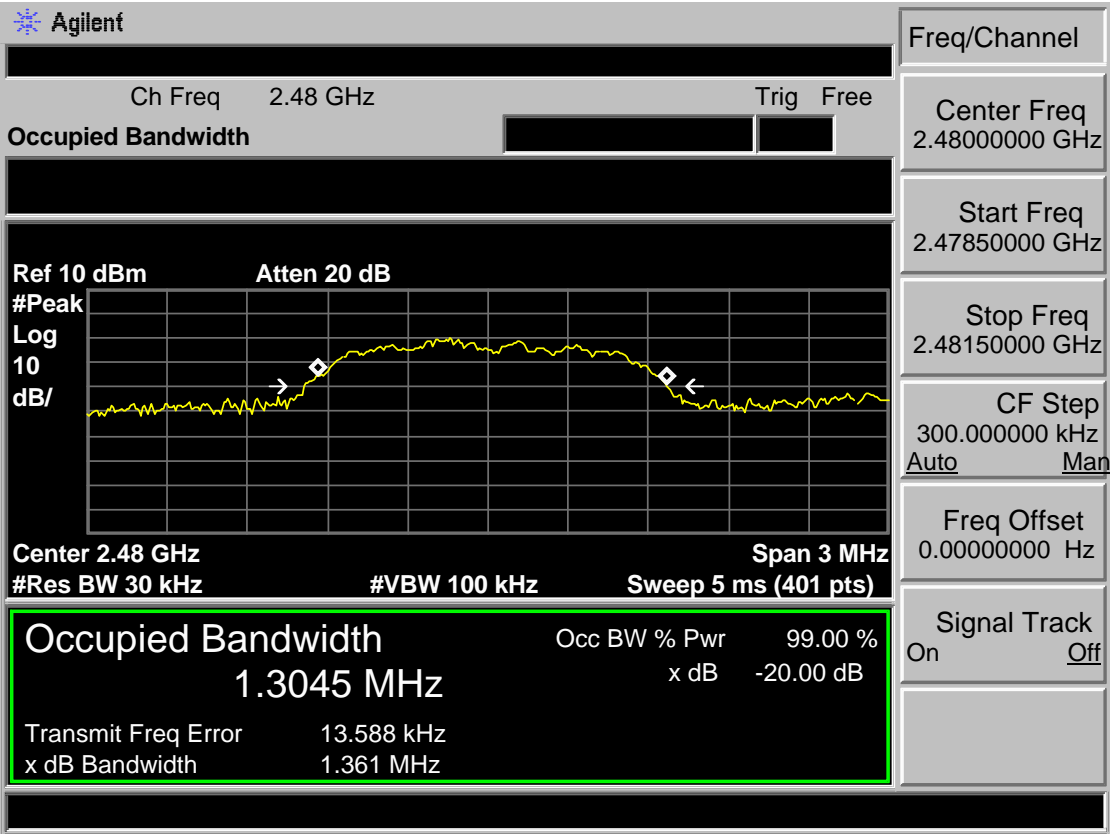 Agilent
Freq/Channel
Ch Freq 2.48 GHz Trig Free
Occupied Bandwidth
Center Freq
2.48000000 GHz
Start Freq
2.47850000 GHz
Stop Freq
2.48150000 GHz
CF Step
300.000000 kHz
Auto Man
Freq Offset
0.00000000 Hz
Signal Track
On Off
Ref 10 dBm Atten 20 dB
#Peak
Log
10
dB/
Center 2.48 GHz Span 3 MHz
#Res BW 30 kHz #VBW 100 kHz Sweep 5 ms (401 pts)
Occupied Bandwidth Occ BW % Pwr 99.00 %
1.3045 MHz x dB -20.00 dB
Transmit Freq Error 13.588 kHz
x dB Bandwidth 1.361 MHz